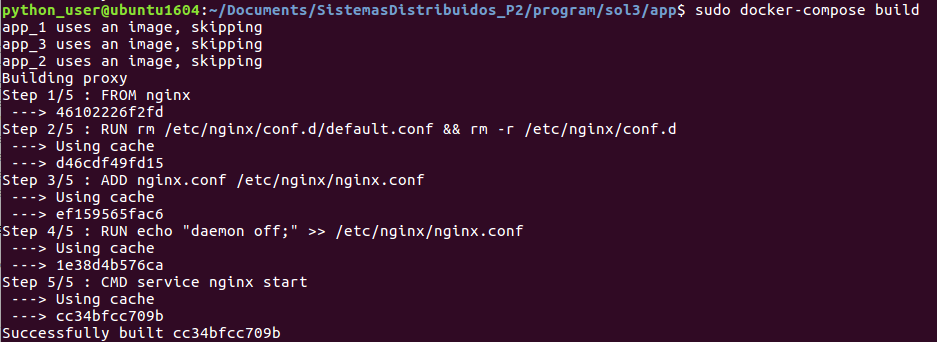 python_user@ubuntu1604:~/Documents/SistemasDistribuidos_P2/program/sol3/app$ sudo docker-compose build
app_1 uses an image, skipping
app_3 uses an image, skipping
app_2 uses an image, skipping
Building proxy
Step 1/5 : FROM nginx
 ---> 46102226f2fd
Step 2/5 : RUN rm /etc/nginx/conf.d/default.conf && rm -r /etc/nginx/conf.d
 ---> Using cache
 ---> d46cdf49fd15
Step 3/5 : ADD nginx.conf /etc/nginx/nginx.conf
 ---> Using cache
 ---> ef159565fac6
Step 4/5 : RUN echo "daemon off;" >> /etc/nginx/nginx.conf
 ---> Using cache
 ---> 1e38d4b576ca
Step 5/5 : CMD service nginx start
 ---> Using cache
 ---> cc34bfcc709b
Successfully built cc34bfcc709b